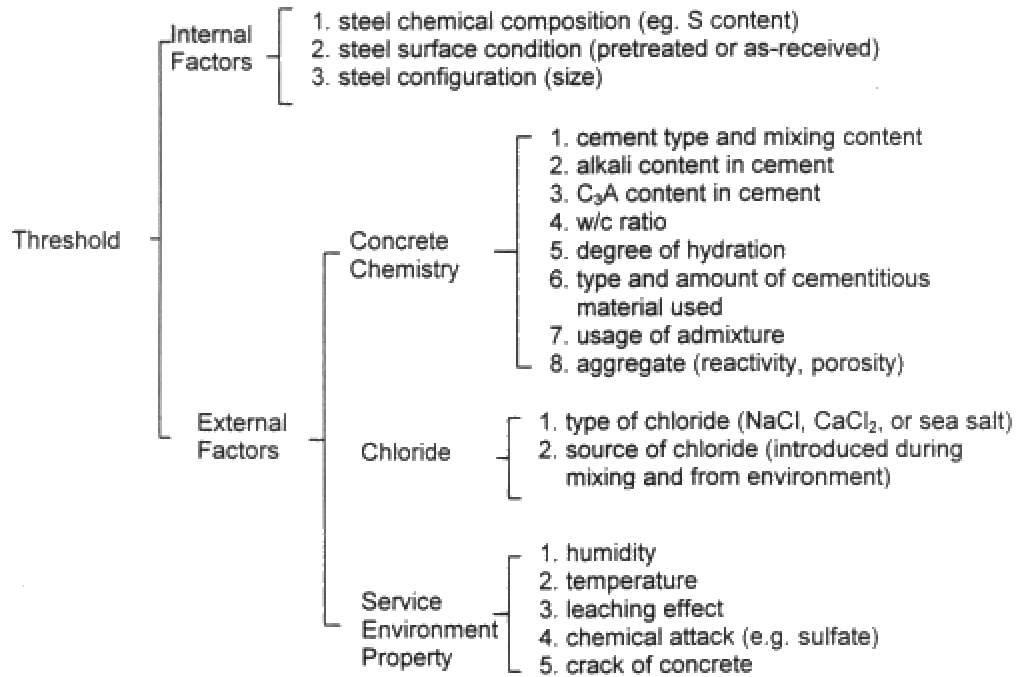 Internal
Factors
1. steel chemical composition (eg. S content)
2. steel surface condition (pretreated or as-received)
3. steel configuration (size)
Threshold
External
Factors
Concrete
Chemistry
1. cement type and mixing content
2. alkali content in cement
3. C₃A content in cement
4. w/c ratio
5. degree of hydration
6. type and amount of cementitious
material used
7. usage of admixture
8. aggregate (reactivity, porosity)
Chloride
1. type of chloride (NaCl, CaCl₂, or sea salt)
2. source of chloride (introduced during
mixing and from environment)
Service
Environment
Property
1. humidity
2. temperature
3. leaching effect
4. chemical attack (e.g. sulfate)
5. crack of concrete